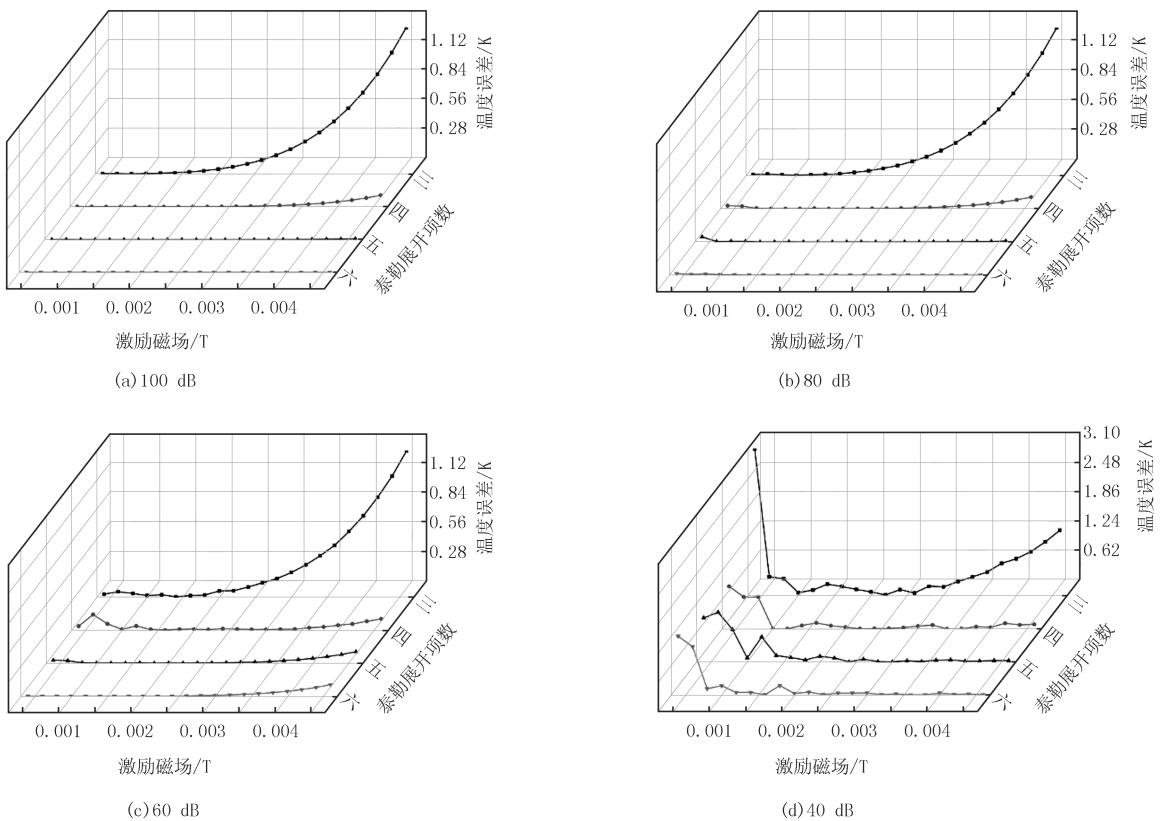 1.12
0.84
0.56
0.28
温度误差/K
三
四
五
六
泰勒展开项数
0.001 0.002 0.003 0.004
激励磁场/T
(a)100 dB
1.12
0.84
0.56
0.28
温度误差/K
三
四
五
六
泰勒展开项数
0.001 0.002 0.003 0.004
激励磁场/T
(b)80 dB
1.12
0.84
0.56
0.28
温度误差/K
三
四
五
六
泰勒展开项数
0.001 0.002 0.003 0.004
激励磁场/T
(c)60 dB
3.10
2.48
1.86
1.24
0.62
温度误差/K
三
四
五
六
泰勒展开项数
0.001 0.002 0.003 0.004
激励磁场/T
(d)40 dB